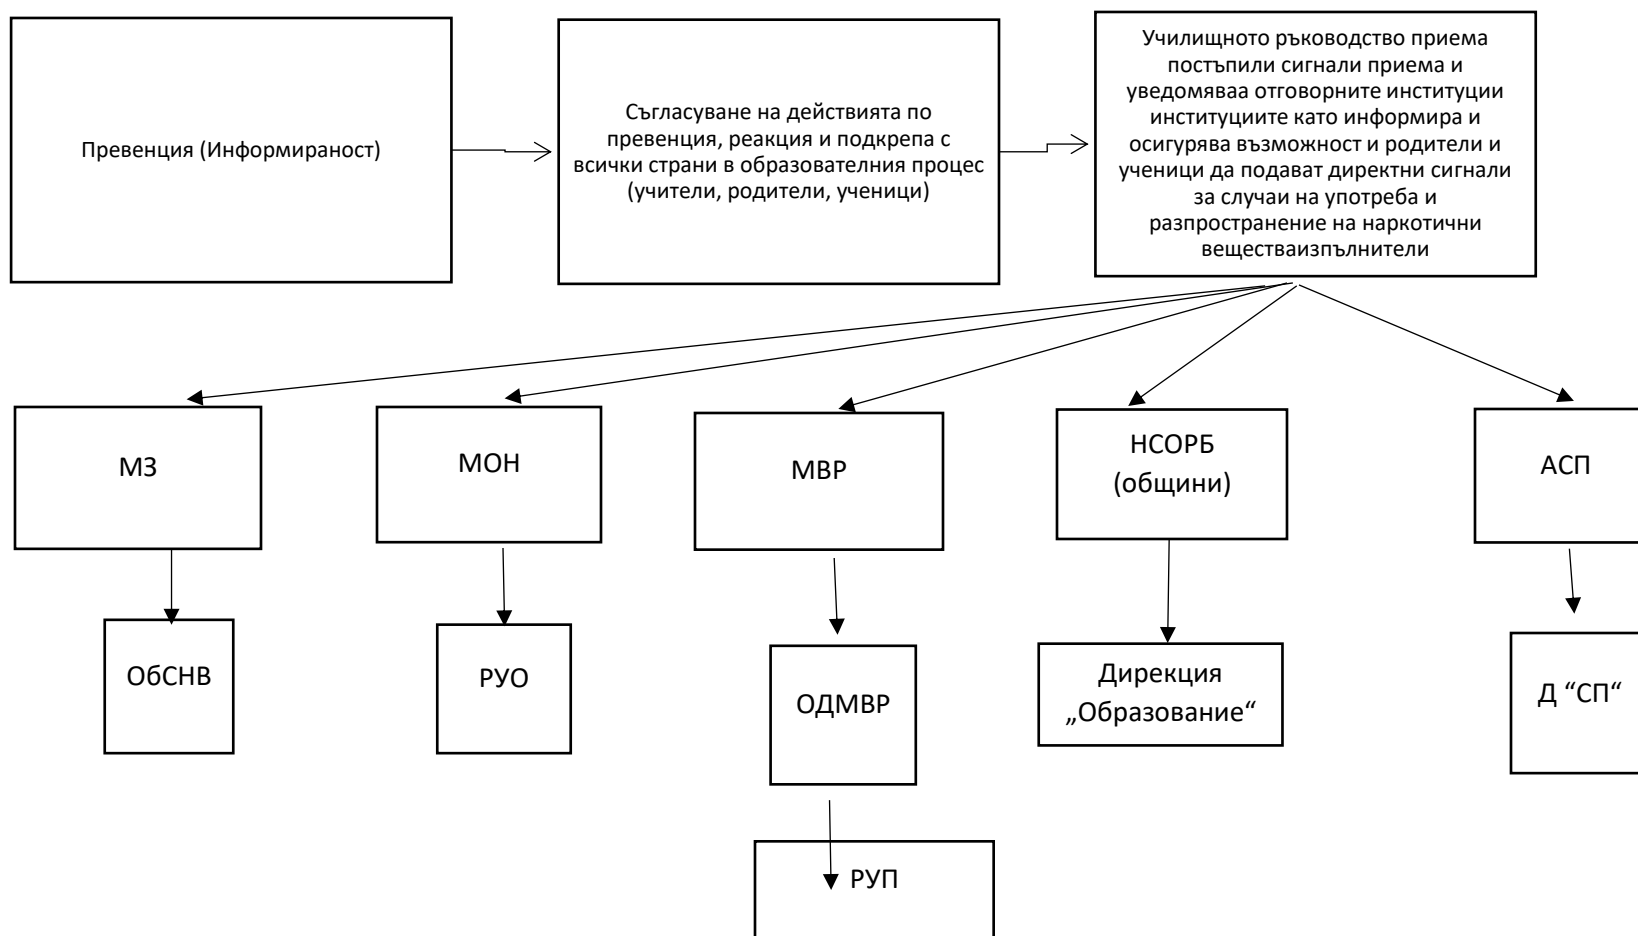 Превенция (Информираност)
Съгласуване на действията по
превенция, реакция и подкрепа с
всички страни в образователния процес
(учители, родители, ученици)
Училищното ръководство приема
постъпили сигнали приема и
уведомяваа отговорните институции
институциите като информира и
осигурява възможност и родители и
ученици да подават директни сигнали
за случаи на употреба и
разпространение на наркотични
веществаизпълнители
МЗ
МОН
МВР
НСОРБ
(общини)
АСП
ОбСНВ
РУО
ОДМВР
Дирекция
„Образование“
Д “СП“
РУП